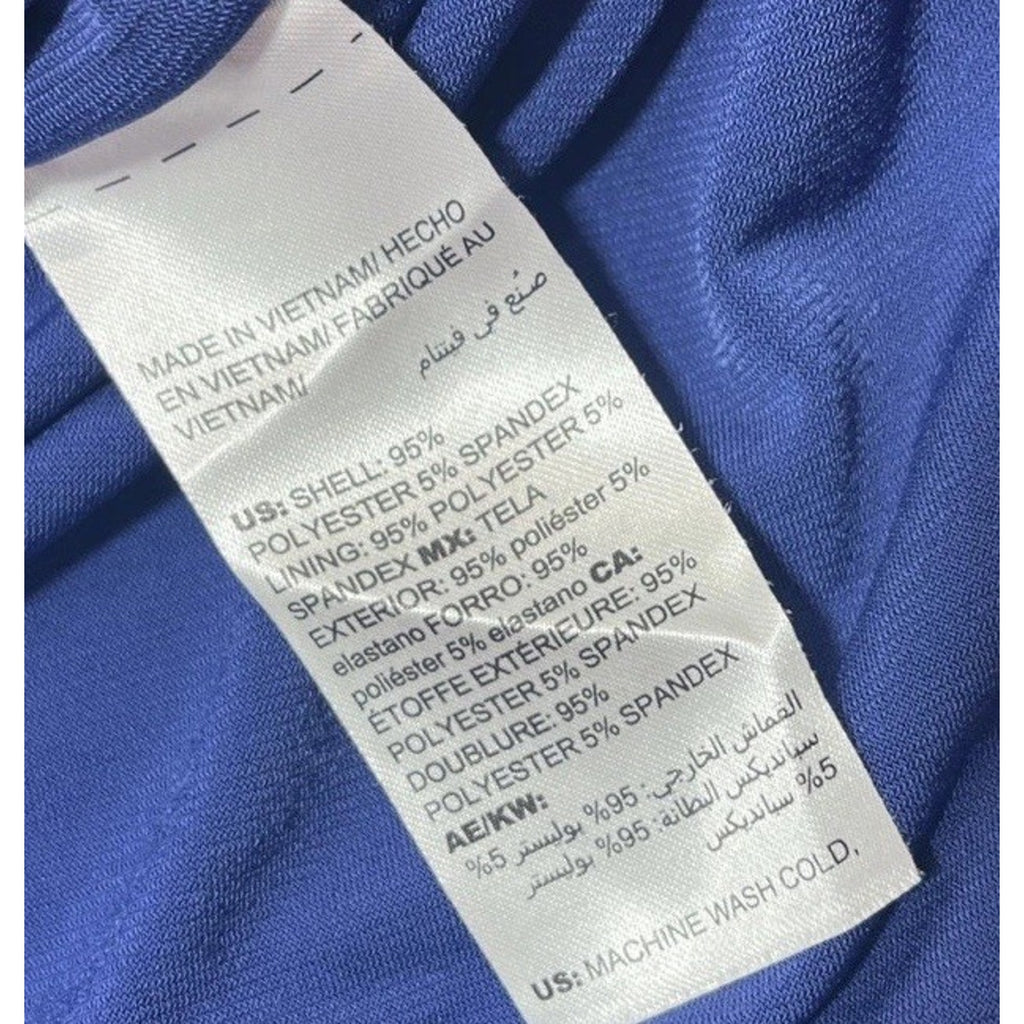 MADE IN VIETNAM/ HECHO
EN VIETNAM/ FABRIQUÉ AU
VIETNAM/
صُنع في فيتنام
US: SHELL: 95%
POLYESTER 5% SPANDEX
LINING: 95% POLYESTER 5%
SPANDEX MX: TELA
EXTERIOR: 95% poliéster 5%
elastano FORRO: 95%
poliéster 5% elastano CA:
ÉTOFFE EXTÉRIEURE: 95%
POLYESTER 5% SPANDEX
DOUBLURE: 95%
POLYESTER 5% SPANDEX
AE/KW:
القماش الخارجي: 95% بوليستر 5%
سبانديكس البطانة: 95% بوليستر
5% سبانديكس
US: MACHINE WASH COLD,